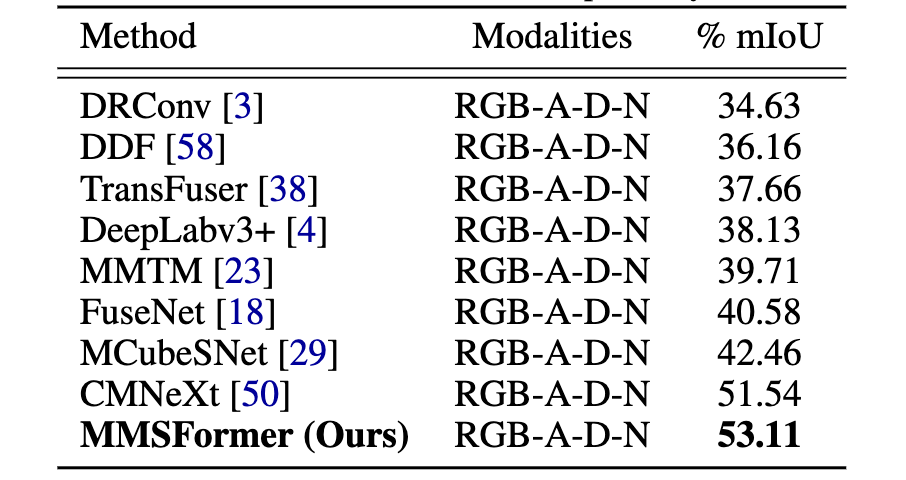 Method Modalities % mIoU
DRConv [3] RGB-A-D-N 34.63
DDF [58] RGB-A-D-N 36.16
TransFuser [38] RGB-A-D-N 37.66
DeepLabv3+ [4] RGB-A-D-N 38.13
MMTM [23] RGB-A-D-N 39.71
FuseNet [18] RGB-A-D-N 40.58
MCubeSNet [29] RGB-A-D-N 42.46
CMNeXt [50] RGB-A-D-N 51.54
MMSFormer (Ours) RGB-A-D-N 53.11